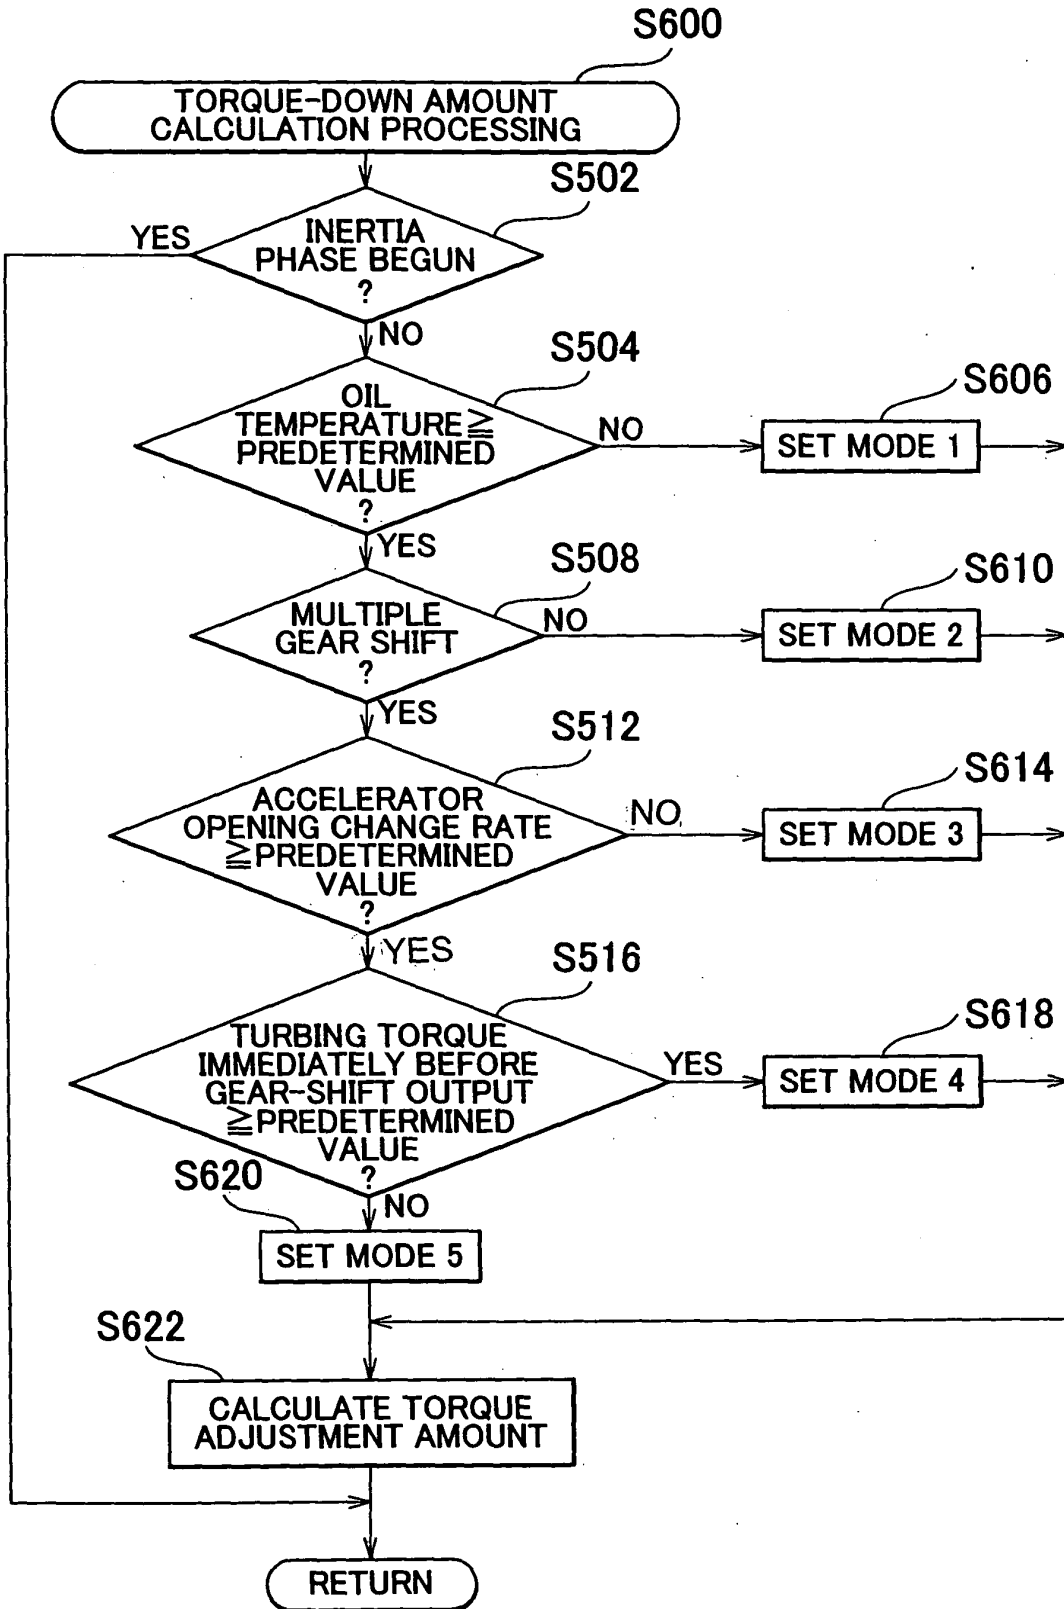 S600
TORQUE-DOWN AMOUNT
CALCULATION PROCESSING
S502
INERTIA
PHASE BEGUN
?
YES
NO
S504
OIL
TEMPERATURE≧
PREDETERMINED
VALUE
?
NO
S606
SET MODE 1
YES
S508
MULTIPLE
GEAR SHIFT
?
NO
S610
SET MODE 2
YES
S512
ACCELERATOR
OPENING CHANGE RATE
≧PREDETERMINED
VALUE
?
NO
S614
SET MODE 3
YES
S516
TURBING TORQUE
IMMEDIATELY BEFORE
GEAR-SHIFT OUTPUT
≧PREDETERMINED
VALUE
?
YES
S618
SET MODE 4
S620
NO
SET MODE 5
S622
CALCULATE TORQUE
ADJUSTMENT AMOUNT
RETURN